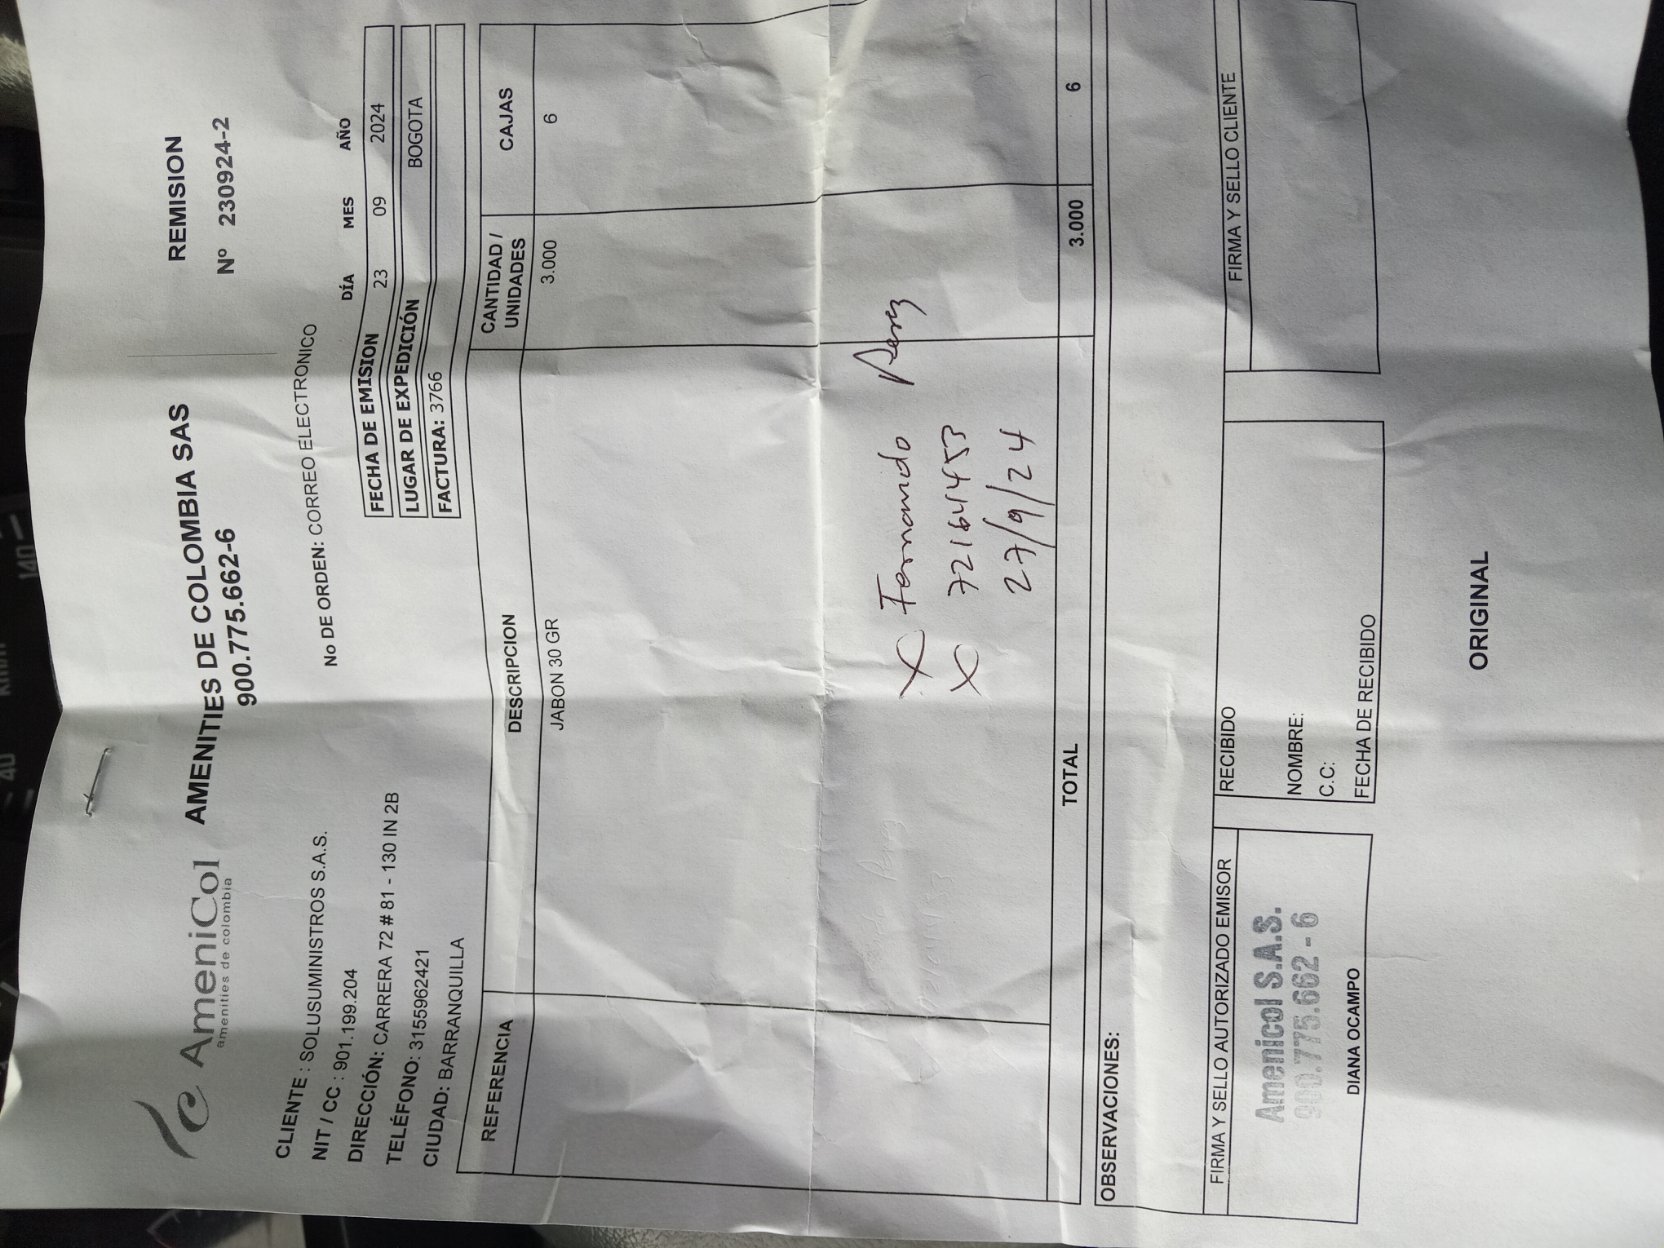 AmeniCol
amenities de colombia
AMENITIES DE COLOMBIA SAS
900.775.662-6
REMISION
Nº 230924-2
No DE ORDEN: CORREO ELECTRONICO
CLIENTE : SOLUSUMINISTROS S.A.S.
NIT / CC : 901.199.204
DIRECCIÓN: CARRERA 72 # 81 - 130 IN 2B
TELÉFONO: 3155962421
CIUDAD: BARRANQUILLA
DÍA MES AÑO
FECHA DE EMISION 23 09 2024
LUGAR DE EXPEDICIÓN BOGOTA
FACTURA: 3766
REFERENCIA DESCRIPCION CANTIDAD / UNIDADES CAJAS
JABON 30 GR 3.000 6
X Fernando Perez
X 72164453
27/9/24
TOTAL 3.000 6
OBSERVACIONES:
FIRMA Y SELLO AUTORIZADO EMISOR
Amenicol S.A.S.
900.775.662 - 6
DIANA OCAMPO
RECIBIDO
NOMBRE:
C.C:
FECHA DE RECIBIDO
FIRMA Y SELLO CLIENTE
ORIGINAL